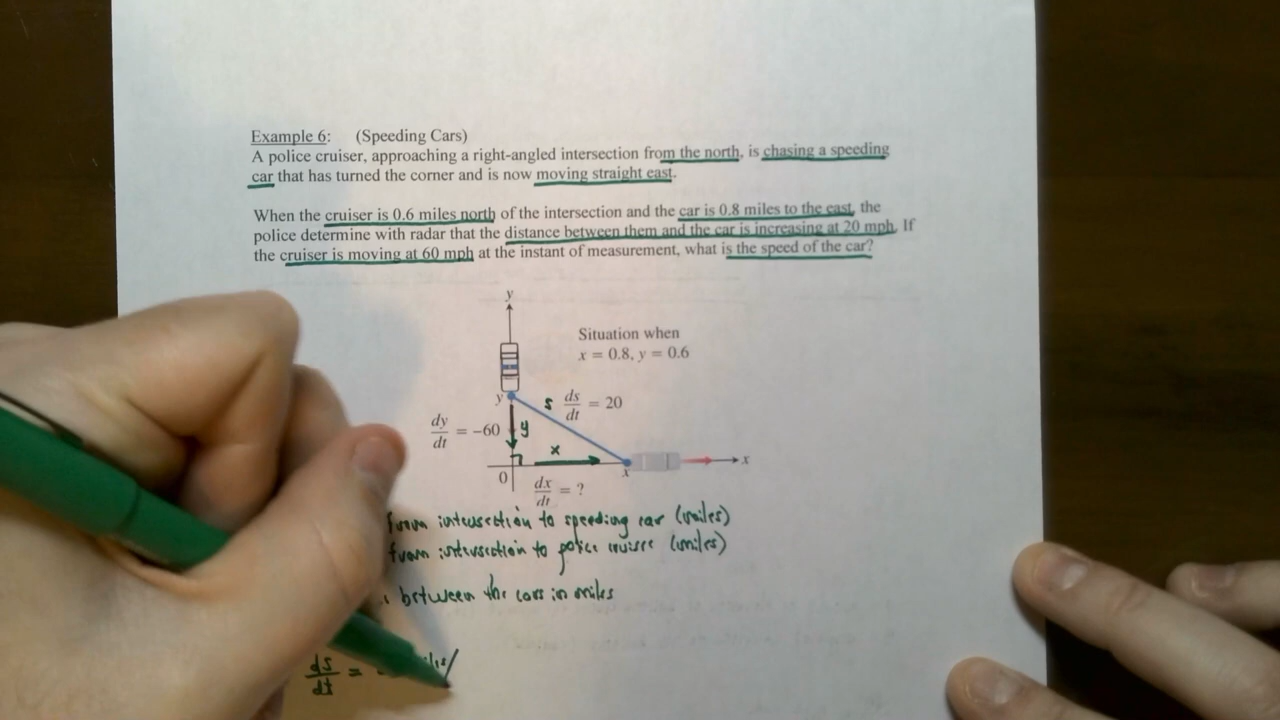 Example 6: (Speeding Cars)
A police cruiser, approaching a right-angled intersection from the north, is chasing a speeding
car that has turned the corner and is now moving straight east.
When the cruiser is 0.6 miles north of the intersection and the car is 0.8 miles to the east, the
police determine with radar that the distance between them and the car is increasing at 20 mph. If
the cruiser is moving at 60 mph at the instant of measurement, what is the speed of the car?
y
Situation when
x = 0.8, y = 0.6
y
s ds/dt = 20
dy/dt = -60 y
x
0 x x
dx/dt = ?
from intersection to speeding car (miles)
from intersection to police cruiser (miles)
between the cars in miles
ds/dt =